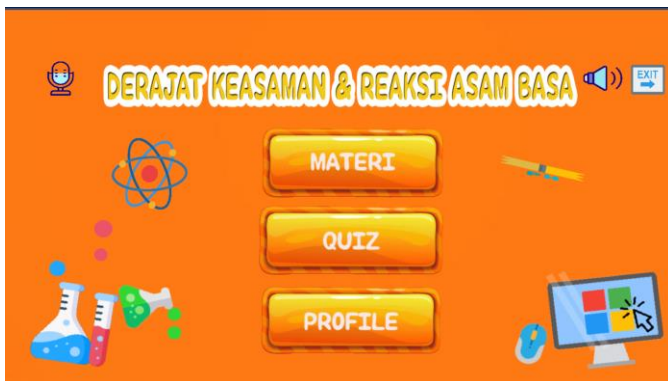 DERAJAT KEASAMAN & REAKSI ASAM BASA
EXIT
MATERI
QUIZ
PROFILE